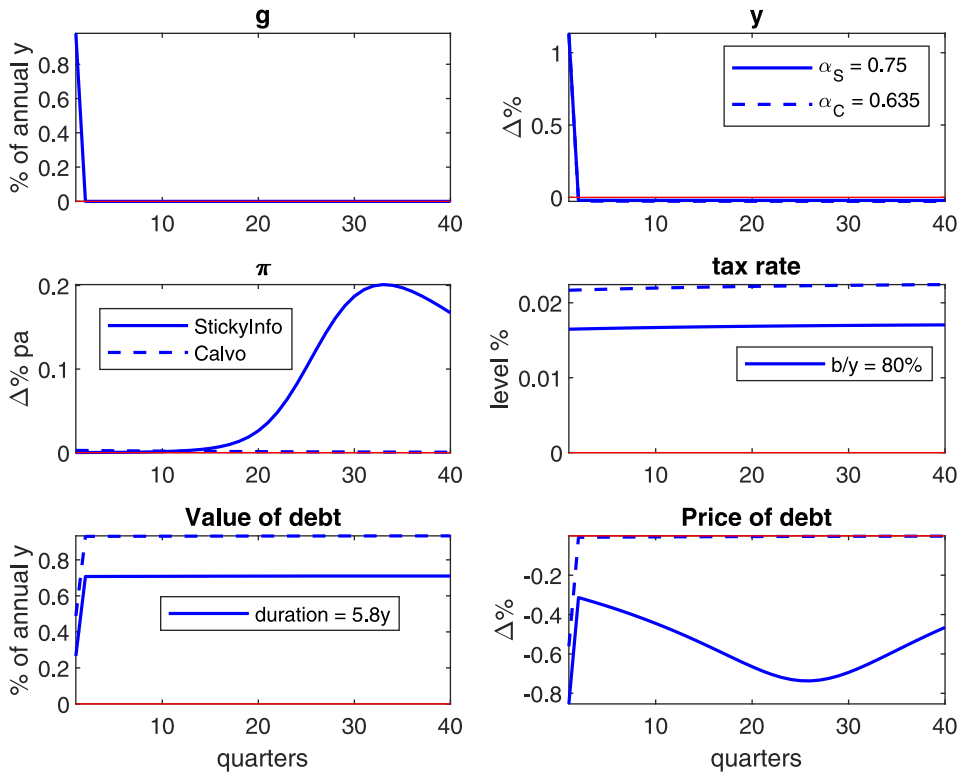 g
% of annual y
0.8
0.6
0.4
0.2
0
10 20 30 40
y
Δ%
1
0.5
0
α_S = 0.75
α_C = 0.635
10 20 30 40
π
Δ% pa
0.2
0.1
0
StickyInfo
Calvo
10 20 30 40
tax rate
level %
0.02
0.01
0
b/y = 80%
10 20 30 40
Value of debt
% of annual y
0.8
0.6
0.4
0.2
0
duration = 5.8y
10 20 30 40
quarters
Price of debt
Δ%
-0.2
-0.4
-0.6
-0.8
10 20 30 40
quarters